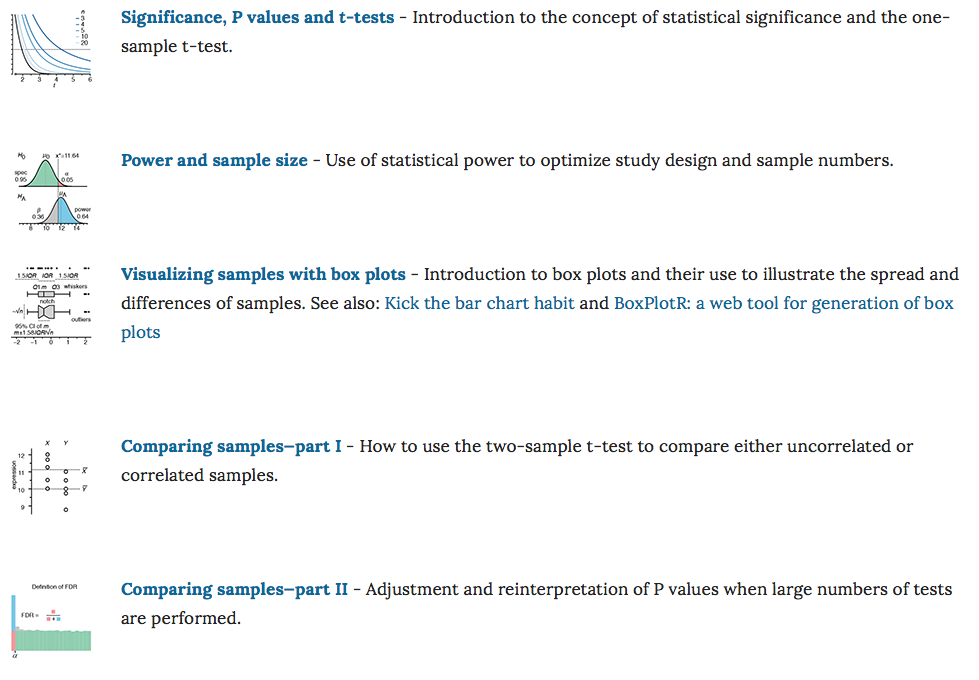 n
3
4
5
10
20
2 3 4 5 6
t
Significance, P values and t-tests – Introduction to the concept of statistical significance and the one-
sample t-test.
H0 μ0 x*=11.64
spec α
0.95 0.05
HA μA
β power
0.36 0.64
8 10 12 14
Power and sample size – Use of statistical power to optimize study design and sample numbers.
1.5IQR IQR 1.5IQR
Q1 m Q3 whiskers
notch
outliers
95% CI of m
m±1.58IQR/√n
−2 −1 0 1 2
Visualizing samples with box plots – Introduction to box plots and their use to illustrate the spread and
differences of samples. See also: Kick the bar chart habit and BoxPlotR: a web tool for generation of box
plots
X Y
12
11
10
9
expression
X̅
Y̅
Comparing samples—part I – How to use the two-sample t-test to compare either uncorrelated or
correlated samples.
Definition of FDR
FDR =
+
α
Comparing samples—part II – Adjustment and reinterpretation of P values when large numbers of tests
are performed.